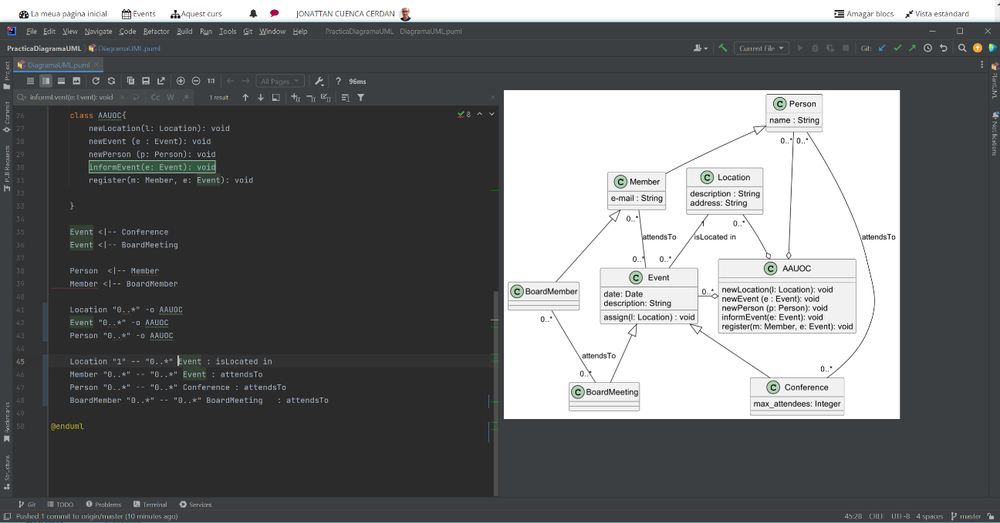 La meua pàgina inicial Events Aquest curs JONATTAN CUENCA CERDAN Amagar blocs Vista estàndard
File Edit View Navigate Code Refactor Build Run Tools Git Window Help PracticaDiagramaUML DiagramaUML.puml
PracticaDiagramaUML DiagramaUML.puml Current File Git:
DiagramaUML.puml
1:1 All Pages ? 96ms
informEvent(e: Event): void Cc W .* 1 result
Project
Commit
Pull Requests
Bookmarks
Structure
26 class AAUOC{ 8
27 newLocation(l: Location): void
28 newEvent (e : Event): void
29 newPerson (p: Person): void
30 informEvent(e: Event): void
31 register(m: Member, e: Event): void
32
33 }
34
35 Event <|-- Conference
36 Event <|-- BoardMeeting
37
38 Person <|-- Member
39 Member <|-- BoardMember
40
41 Location "0..*" -o AAUOC
42 Event "0..*" -o AAUOC
43 Person "0..*" -o AAUOC
44
45 Location "1" -- "0..*" Event : isLocated in
46 Member "0..*" -- "0..*" Event : attendsTo
47 Person "0..*" -- "0..*" Conference : attendsTo
48 BoardMember "0..*" -- "0..*" BoardMeeting : attendsTo
49
50 @enduml
C Person
name : String
0..* 0..*
C Member
e-mail : String
0..*
C Location
description : String
address: String
1 0..*
attendsTo isLocated in attendsTo
0..* 0..*
C Event
date: Date
description: String
assign(l: Location) : void
0..*
C AAUOC
newLocation(l: Location): void
newEvent (e : Event): void
newPerson (p: Person): void
informEvent(e: Event): void
register(m: Member, e: Event): void
C BoardMember
0..*
attendsTo
0..*
C BoardMeeting
0..*
C Conference
max_attendees: Integer
PlantUML
Notifications
Git TODO Problems Terminal Services
Pushed 1 commit to origin/master (10 minutes ago) 45:28 CRLF UTF-8 4 spaces master